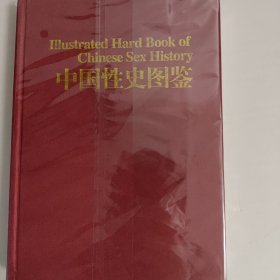 Illustrated Hard Book of
Chinese Sex History
中国性史图鉴